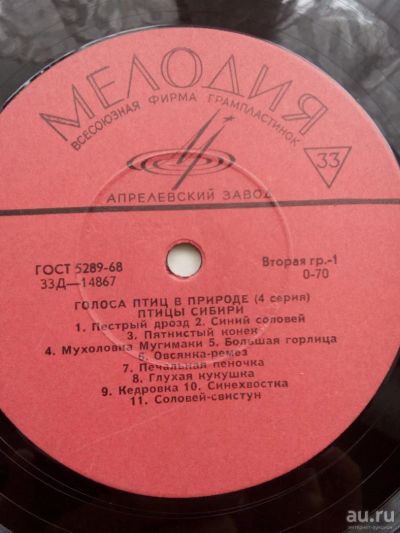 МЕЛОДИЯ
ВСЕСОЮЗНАЯ ФИРМА ГРАМПЛАСТИНОК
33
АПРЕЛЕВСКИЙ ЗАВОД
ГОСТ 5289-68
Вторая гр.-1
33Д—14867
0-70
ГОЛОСА ПТИЦ В ПРИРОДЕ (4 серия)
ПТИЦЫ СИБИРИ
1. Пестрый дрозд 2. Синий соловей
3. Пятнистый конек
4. Мухоловка Мугимаки 5. Большая горлица
6. Овсянка-ремез
7. Печальная пеночка
8. Глухая кукушка
9. Кедровка 10. Синехвостка
11. Соловей-свистун
au.ru
интернет-аукцион